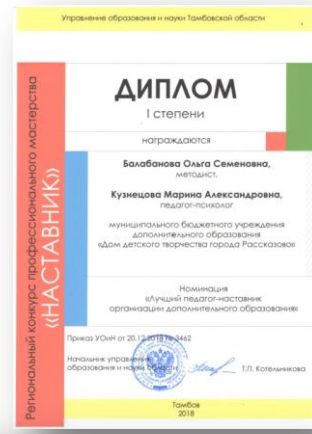 Управление образования и науки Тамбовской области
Региональный конкурс профессионального мастерства
«НАСТАВНИК»
ДИПЛОМ
I степени
награждаются
Балабанова Ольга Семеновна,
методист,
Кузнецова Марина Александровна,
педагог-психолог
муниципального бюджетного учреждения
дополнительного образования
«Дом детского творчества города Рассказово»
Номинация
«Лучший педагог-наставник
организации дополнительного образования»
Приказ УОиН от 20.12.2018 № 3462
Начальник управления
образования и науки области
Т.П. Котельникова
Тамбов
2018